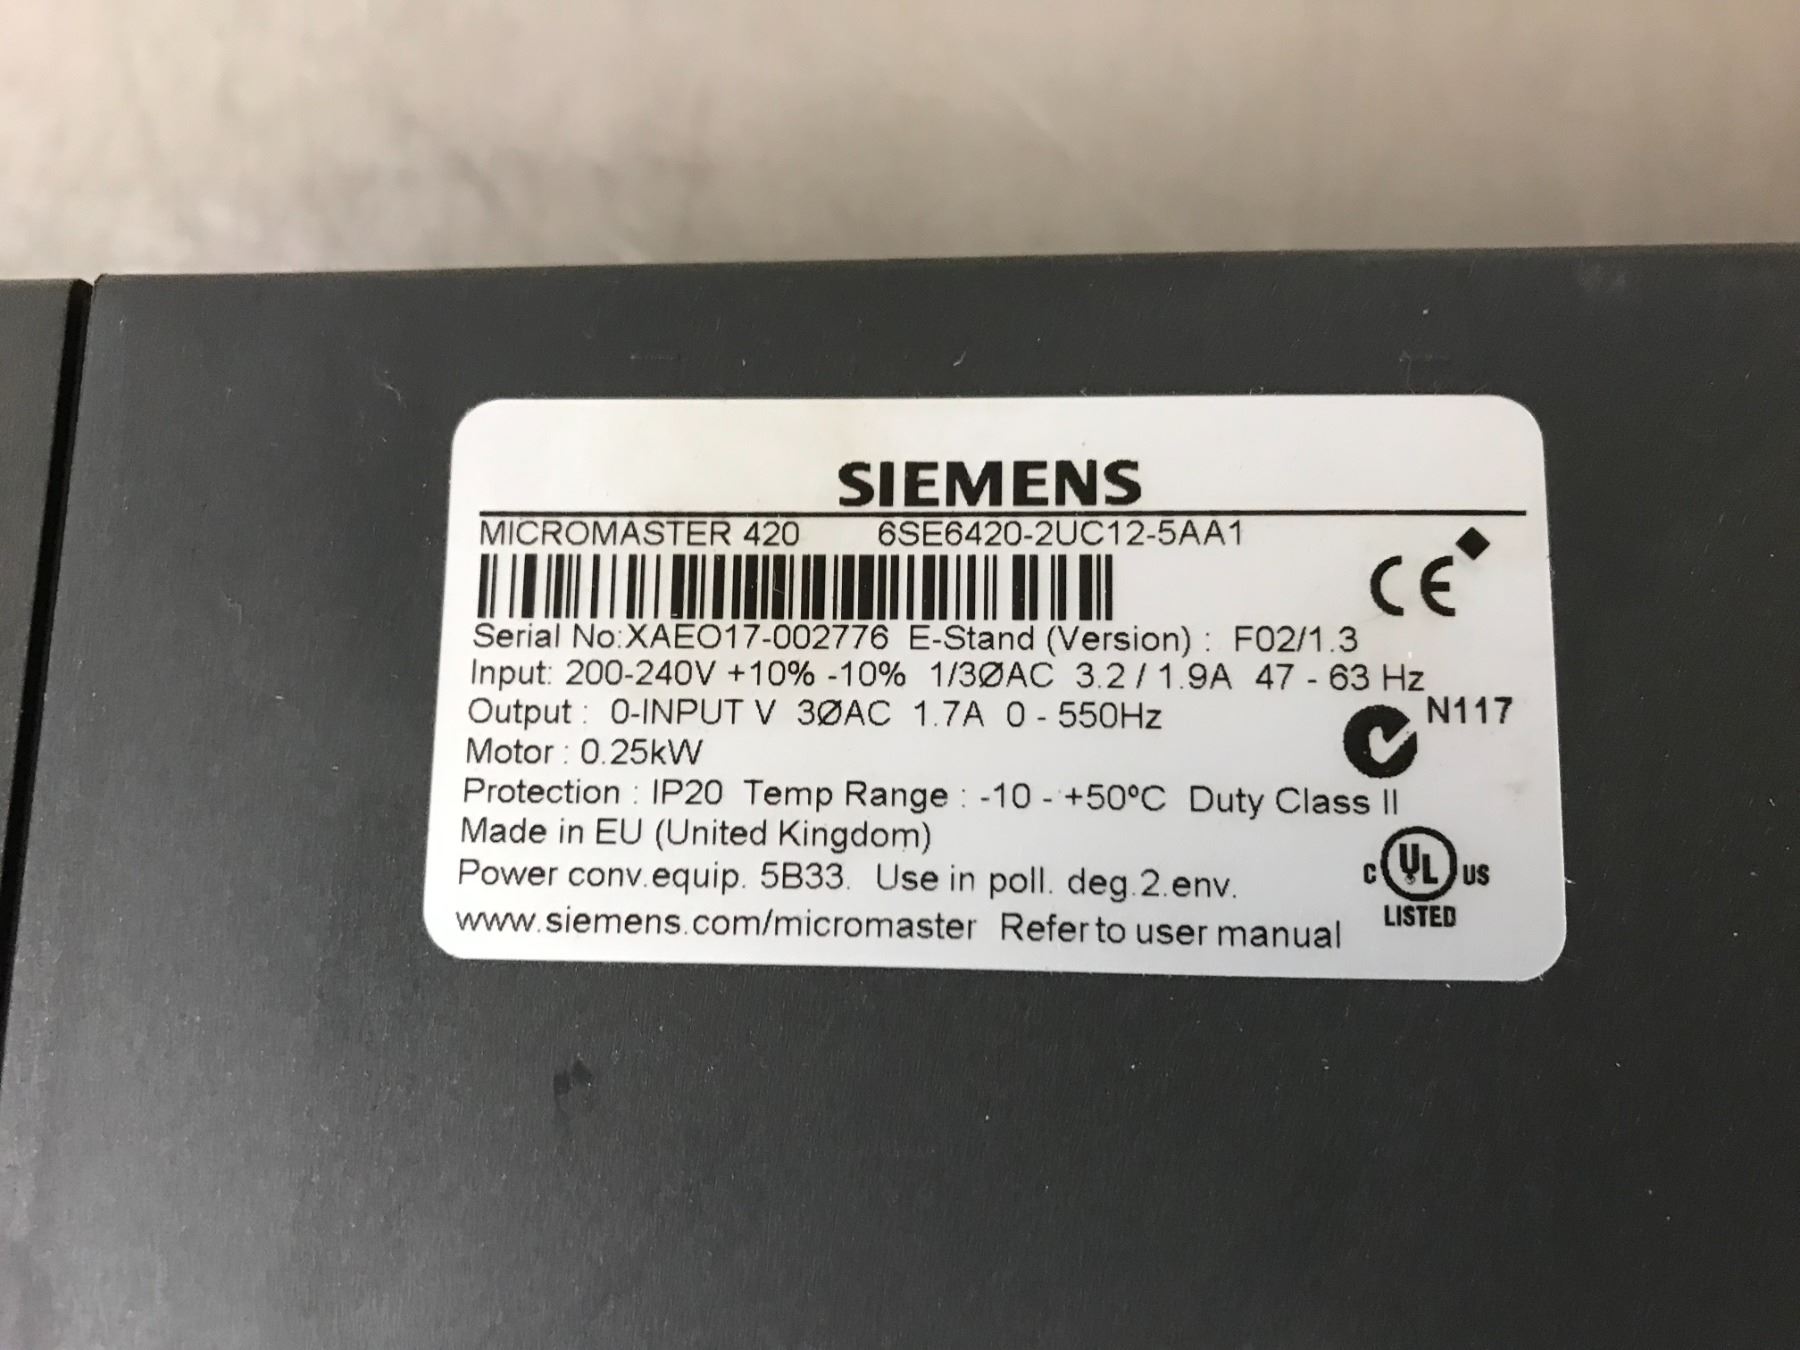 SIEMENS
MICROMASTER 420 6SE6420-2UC12-5AA1
CE
Serial No:XAEO17-002776 E-Stand (Version) : F02/1.3
Input: 200-240V +10% -10% 1/3ØAC 3.2 / 1.9A 47 - 63 Hz
Output : 0-INPUT V 3ØAC 1.7A 0 - 550Hz N117
Motor : 0.25kW
Protection : IP20 Temp Range : -10 - +50ºC Duty Class II
Made in EU (United Kingdom)
Power conv.equip. 5B33. Use in poll. deg.2.env. C UL US
LISTED
www.siemens.com/micromaster Refer to user manual